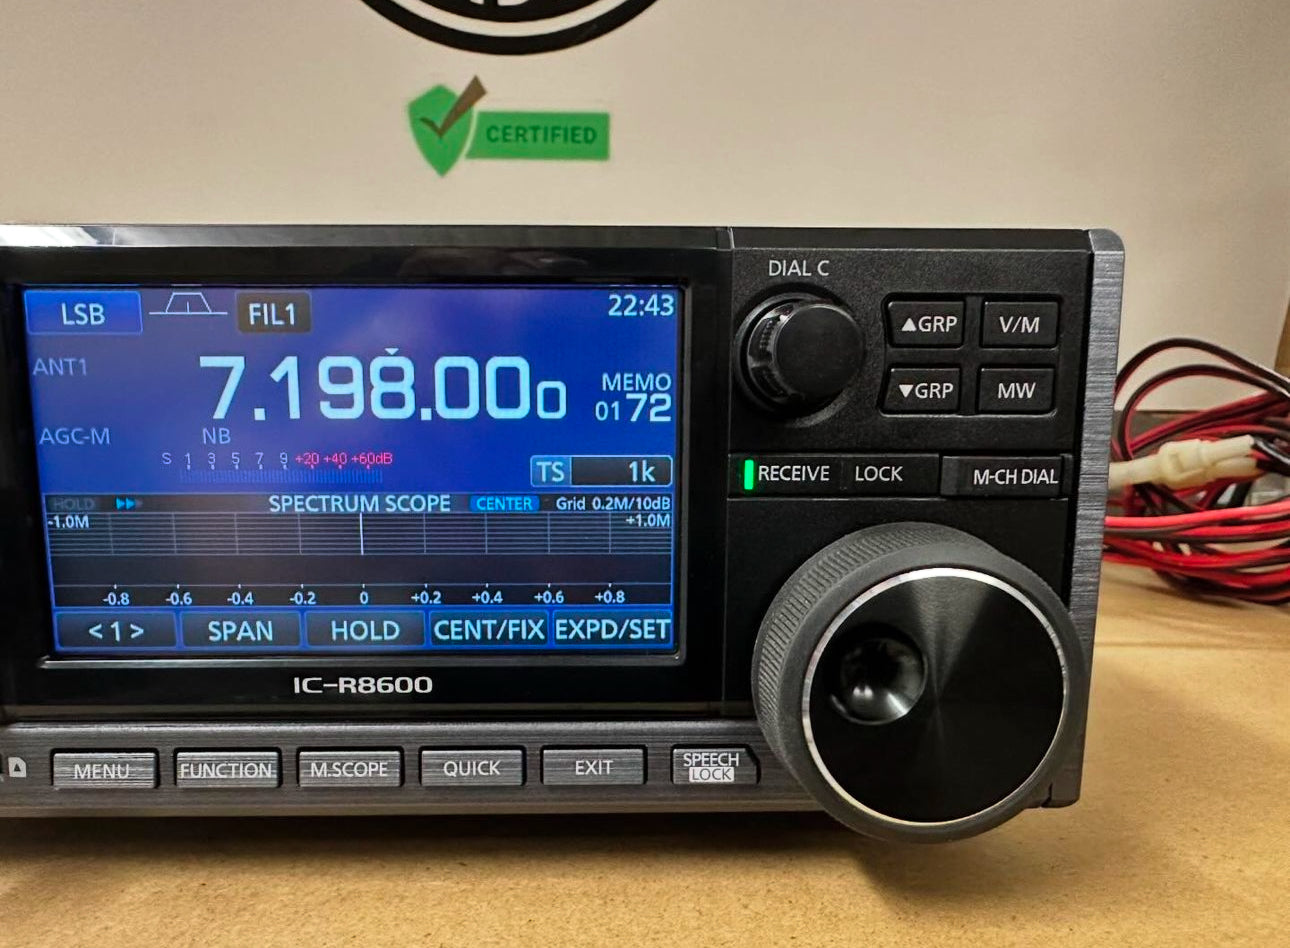 CERTIFIED
DIAL C
LSB FIL1 22:43
▲GRP V/M
ANT1 7.198.000 MEMO
01 72
▼GRP MW
AGC-M NB
S 1 3 5 7 9 +20 +40 +60dB
TS 1k
RECEIVE LOCK M-CH DIAL
HOLD SPECTRUM SCOPE CENTER Grid 0.2M/10dB
-1.0M +1.0M
-0.8 -0.6 -0.4 -0.2 0 +0.2 +0.4 +0.6 +0.8
<1> SPAN HOLD CENT/FIX EXPD/SET
IC-R8600
MENU FUNCTION M.SCOPE QUICK EXIT SPEECH
LOCK